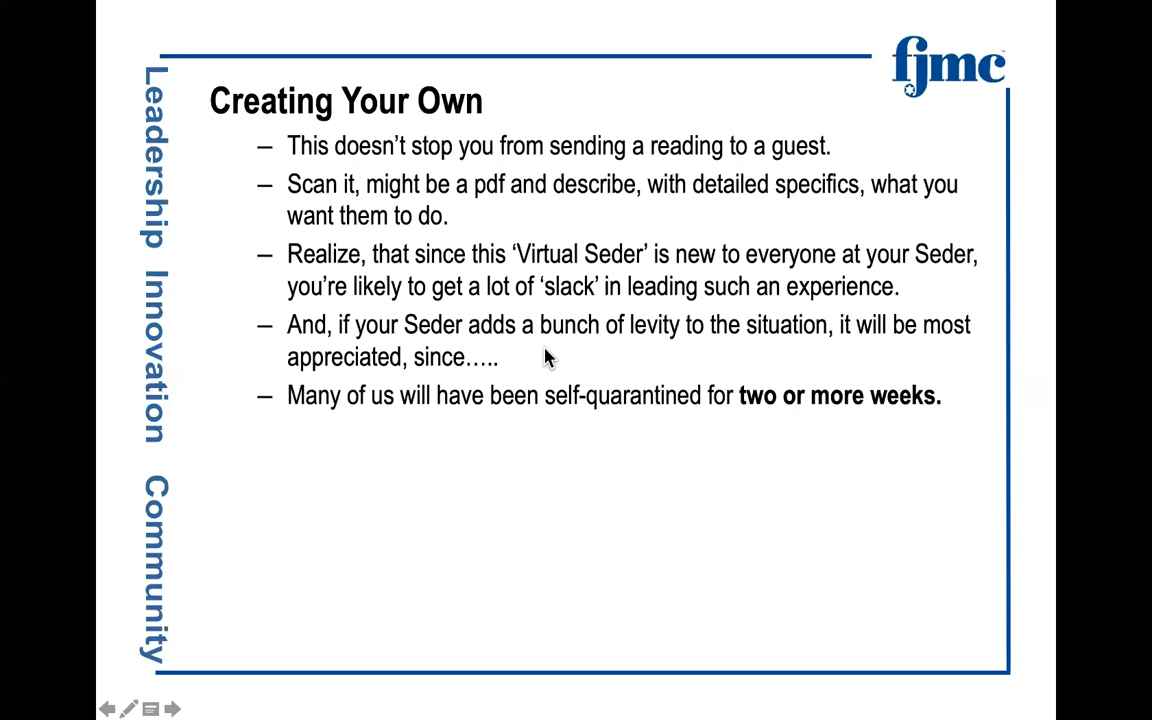 fjmc
Creating Your Own
– This doesn’t stop you from sending a reading to a guest.
– Scan it, might be a pdf and describe, with detailed specifics, what you
want them to do.
– Realize, that since this ‘Virtual Seder’ is new to everyone at your Seder,
you’re likely to get a lot of ‘slack’ in leading such an experience.
– And, if your Seder adds a bunch of levity to the situation, it will be most
appreciated, since…..
– Many of us will have been self-quarantined for two or more weeks.
Leadership Innovation Community